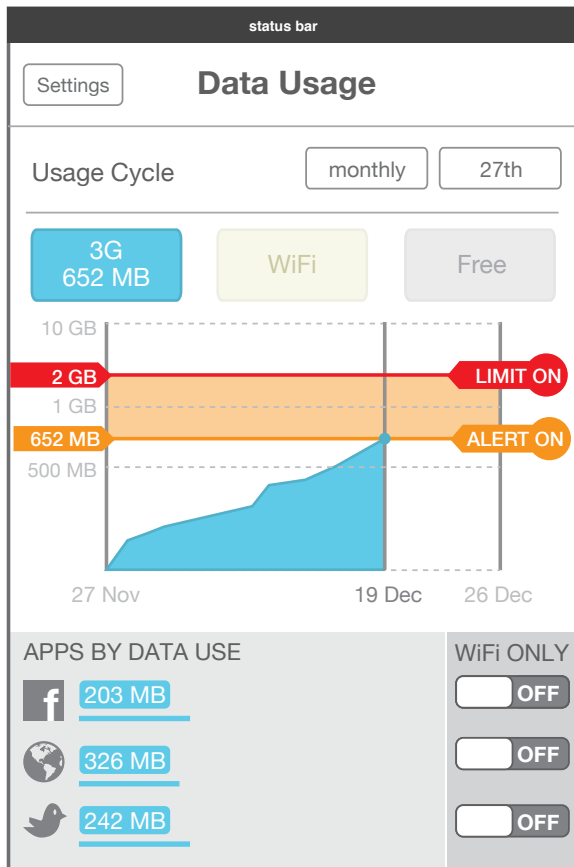 status bar
Settings
Data Usage
Usage Cycle
monthly
27th
3G
652 MB
WiFi
Free
10 GB
2 GB
LIMIT ON
1 GB
652 MB
ALERT ON
500 MB
27 Nov
19 Dec
26 Dec
APPS BY DATA USE
WiFi ONLY
f
203 MB
OFF
326 MB
OFF
242 MB
OFF